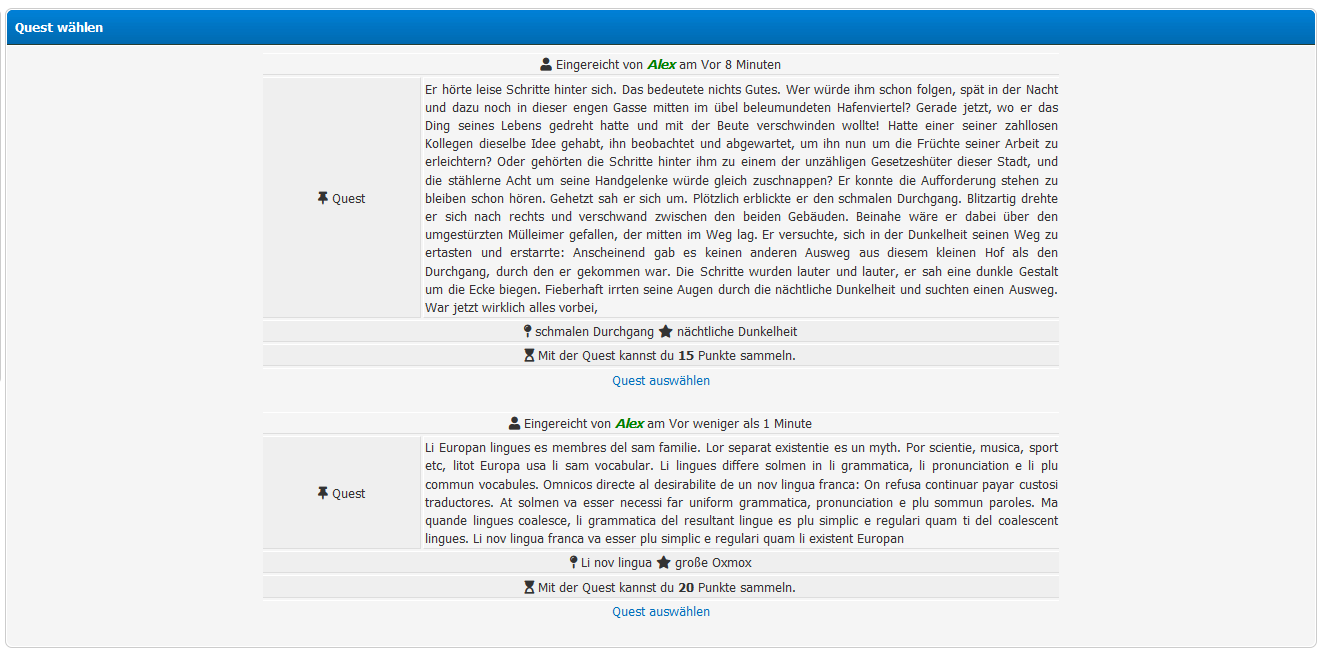 Quest wählen
Eingereicht von Alex am Vor 8 Minuten
Quest
Er hörte leise Schritte hinter sich. Das bedeutete nichts Gutes. Wer würde ihm schon folgen, spät in der Nacht
und dazu noch in dieser engen Gasse mitten im übel beleumundeten Hafenviertel? Gerade jetzt, wo er das
Ding seines Lebens gedreht hatte und mit der Beute verschwinden wollte! Hatte einer seiner zahllosen
Kollegen dieselbe Idee gehabt, ihn beobachtet und abgewartet, um ihn nun um die Früchte seiner Arbeit zu
erleichtern? Oder gehörten die Schritte hinter ihm zu einem der unzähligen Gesetzeshüter dieser Stadt, und
die stählerne Acht um seine Handgelenke würde gleich zuschnappen? Er konnte die Aufforderung stehen zu
bleiben schon hören. Gehetzt sah er sich um. Plötzlich erblickte er den schmalen Durchgang. Blitzartig drehte
er sich nach rechts und verschwand zwischen den beiden Gebäuden. Beinahe wäre er dabei über den
umgestürzten Mülleimer gefallen, der mitten im Weg lag. Er versuchte, sich in der Dunkelheit seinen Weg zu
ertasten und erstarrte: Anscheinend gab es keinen anderen Ausweg aus diesem kleinen Hof als den
Durchgang, durch den er gekommen war. Die Schritte wurden lauter und lauter, er sah eine dunkle Gestalt
um die Ecke biegen. Fieberhaft irrten seine Augen durch die nächtliche Dunkelheit und suchten einen Ausweg.
War jetzt wirklich alles vorbei,
schmalen Durchgang nächtliche Dunkelheit
Mit der Quest kannst du 15 Punkte sammeln.
Quest auswählen
Eingereicht von Alex am Vor weniger als 1 Minute
Quest
Li Europan lingues es membres del sam familie. Lor separat existentie es un myth. Por scientie, musica, sport
etc, litot Europa usa li sam vocabular. Li lingues differe solmen in li grammatica, li pronunciation e li plu
commun vocabules. Omnicos directe al desirabilite de un nov lingua franca: On refusa continuar payar custosi
traductores. At solmen va esser necessi far uniform grammatica, pronunciation e plu sommun paroles. Ma
quande lingues coalesce, li grammatica del resultant lingue es plu simplic e regulari quam ti del coalescent
lingues. Li nov lingua franca va esser plu simplic e regulari quam li existent Europan
Li nov lingua große Oxmox
Mit der Quest kannst du 20 Punkte sammeln.
Quest auswählen